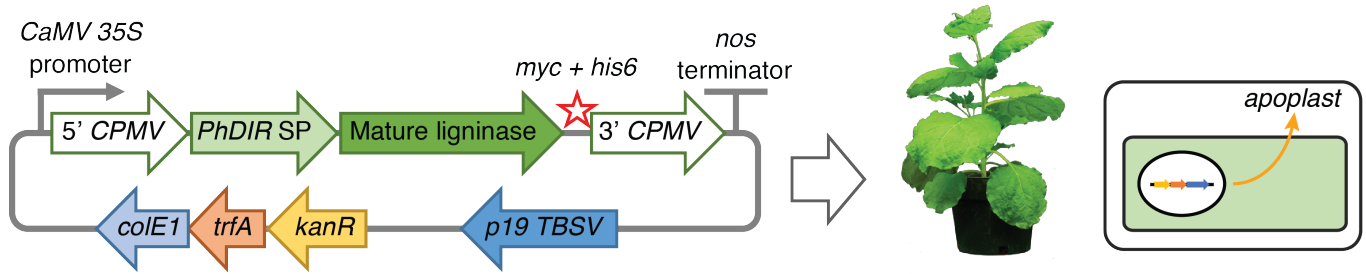 CaMV 35S
promoter
myc + his6
nos
terminator
5’ CPMV
PhDIR SP
Mature ligninase
3’ CPMV
colE1
trfA
kanR
p19 TBSV
apoplast